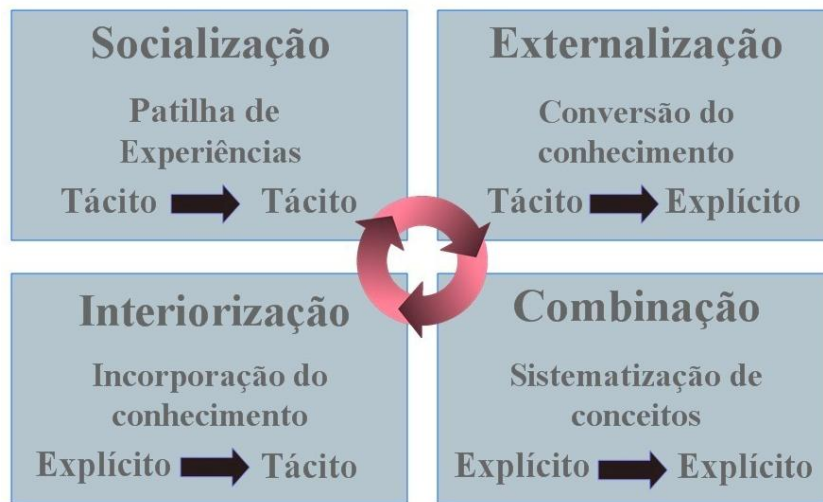 Socialização
Patilha de
Experiências
Tácito Tácito
Externalização
Conversão do
conhecimento
Tácito Explícito
Interiorização
Incorporação do
conhecimento
Explícito Tácito
Combinação
Sistematização de
conceitos
Explícito Explícito